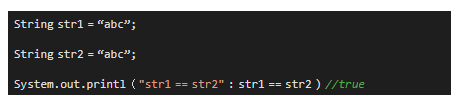 String str1 = “abc”;
String str2 = “abc”;
System.out.printl ( "str1 == str2" : str1 == str2 ) //true